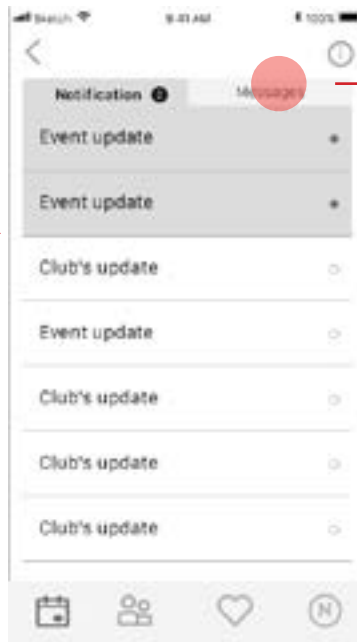 Sketch 9:41 AM 100%
Notification 2 Messages
Event update
Event update
Club's update
Event update
Club's update
Club's update
Club's update
N